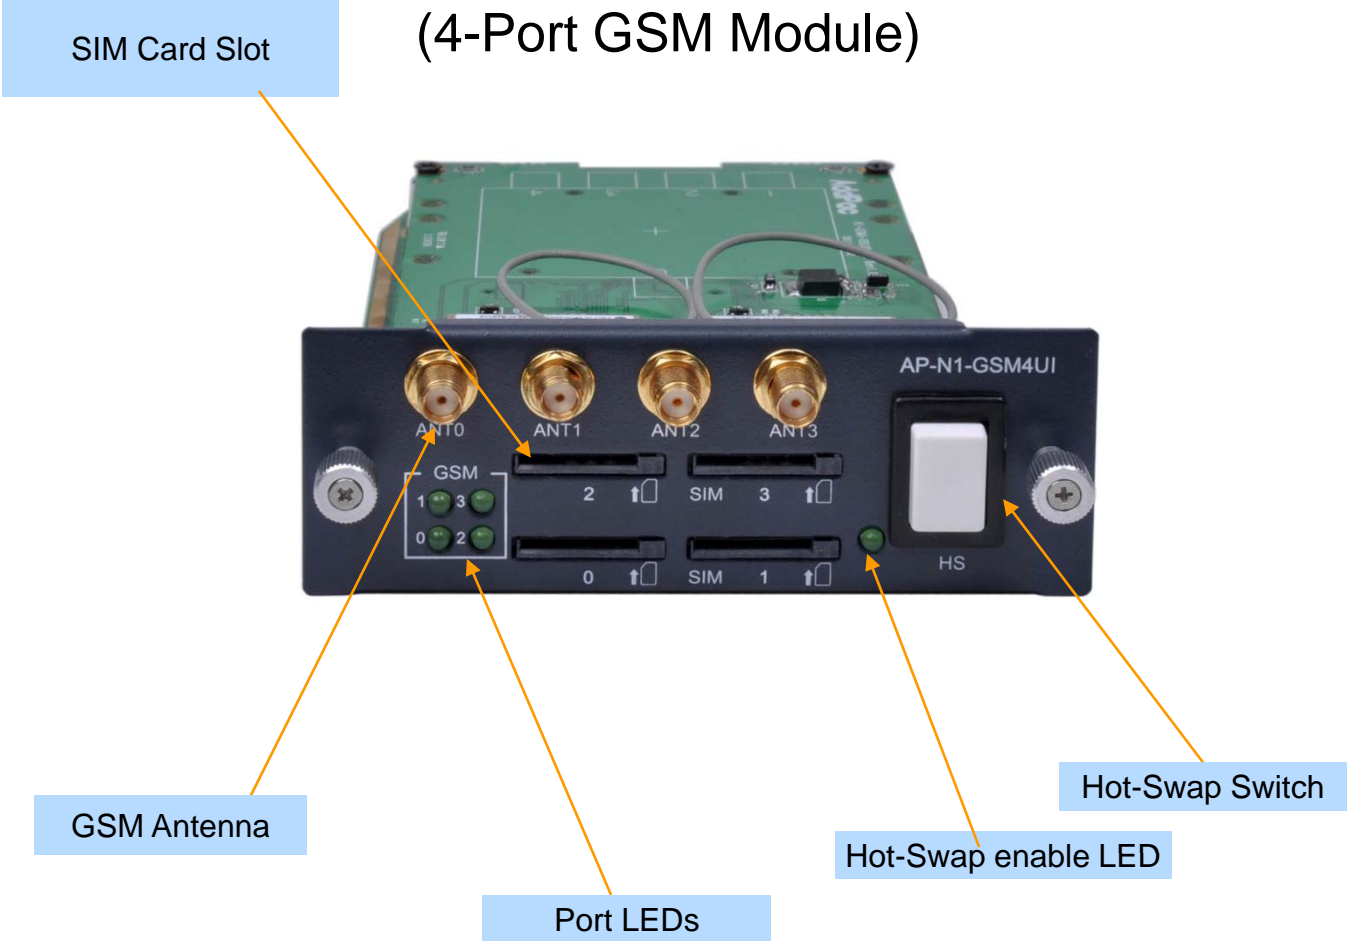 (4-Port GSM Module)
SIM Card Slot
AddPac
AP-N1-GSM4UI
ANT0 ANT1 ANT2 ANT3
GSM
1 3
0 2
2 SIM 3
0 SIM 1
HS
Hot-Swap Switch
GSM Antenna
Hot-Swap enable LED
Port LEDs